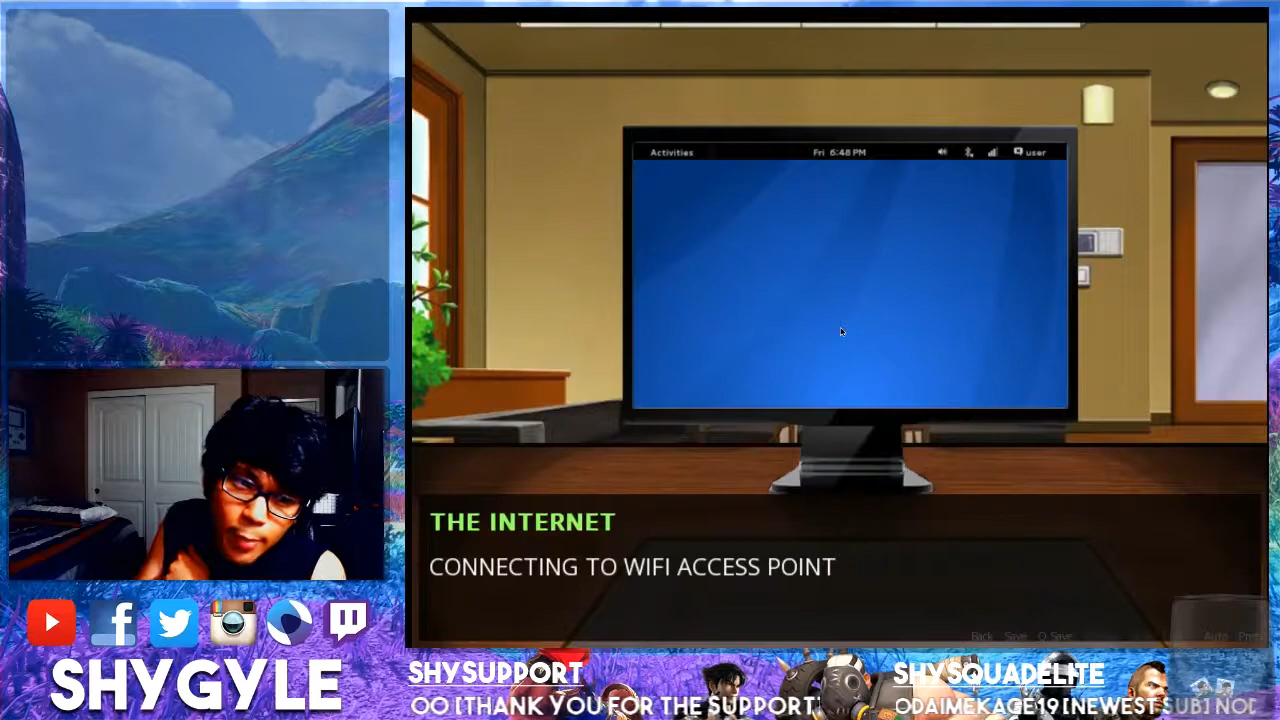 Activities
Fri 6:48 PM
user
THE INTERNET
CONNECTING TO WIFI ACCESS POINT
Back Save Q.Save Auto
SHYGYLE
SHYSUPPORT
OO [THANK YOU FOR THE SUPPORT]
SHYSQUADELITE
ODAIMEKAGE19 [NEWEST SUB]